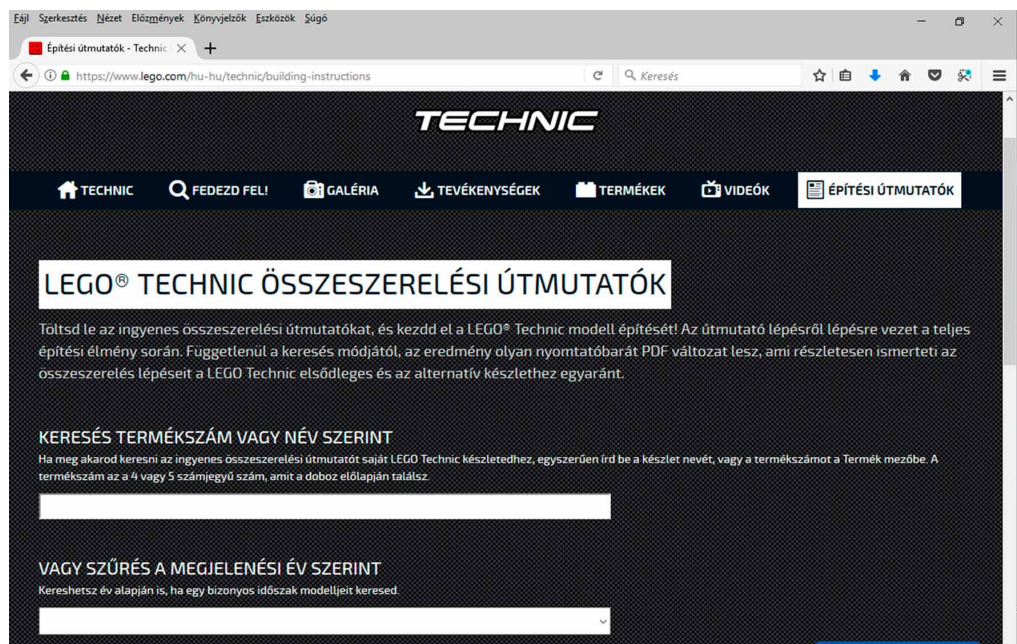 Fájl Szerkesztés Nézet Előzmények Könyvjelzők Eszközök Súgó
Építési útmutatók - Technic
https://www.lego.com/hu-hu/technic/building-instructions
Keresés
TECHNIC
TECHNIC FEDEZD FEL! GALÉRIA TEVÉKENYSÉGEK TERMÉKEK VIDEÓK ÉPÍTÉSI ÚTMUTATÓK
LEGO® TECHNIC ÖSSZESZERELÉSI ÚTMUTATÓK
Töltsd le az ingyenes összeszerelési útmutatókat, és kezdd el a LEGO® Technic modell építését! Az útmutató lépésről lépésre vezet a teljes
építési élmény során. Függetlenül a keresés módjától, az eredmény olyan nyomtatóbarát PDF változat lesz, ami részletesen ismerteti az
összeszerelés lépéseit a LEGO Technic elsődleges és az alternatív készlethez egyaránt.
KERESÉS TERMÉKSZÁM VAGY NÉV SZERINT
Ha meg akarod keresni az ingyenes összeszerelési útmutatót saját LEGO Technic készletedhez, egyszerűen írd be a készlet nevét, vagy a termékszámot a Termék mezőbe. A
termékszám az a 4 vagy 5 számjegyű szám, amit a doboz előlapján találsz.
VAGY SZŰRÉS A MEGJELENÉSI ÉV SZERINT
Kereshetsz év alapján is, ha egy bizonyos időszak modelljeit keresed.